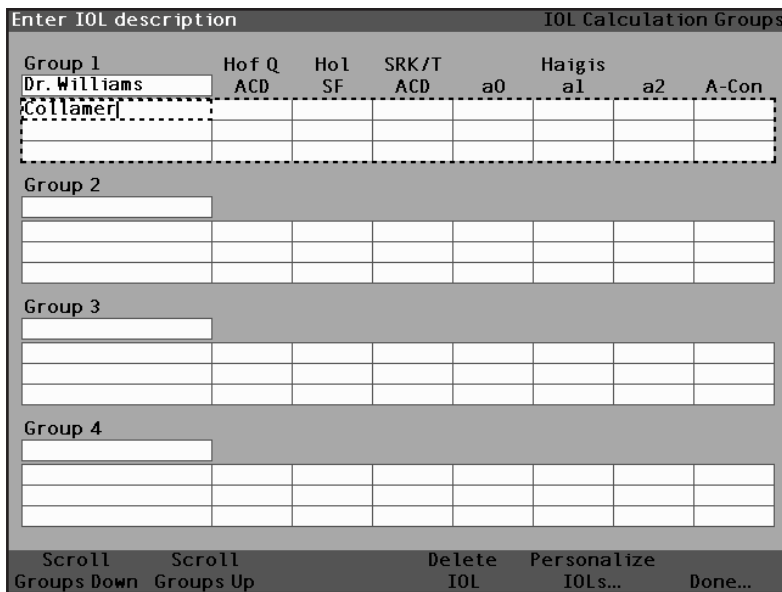 Enter IOL description IOL Calculation Groups
Group 1 Hof Q Hol SRK/T Haigis
Dr. Williams ACD SF ACD a0 a1 a2 A-Con
Collamer
Group 2
Group 3
Group 4
Scroll Scroll Delete Personalize
Groups Down Groups Up IOL IOLs... Done...